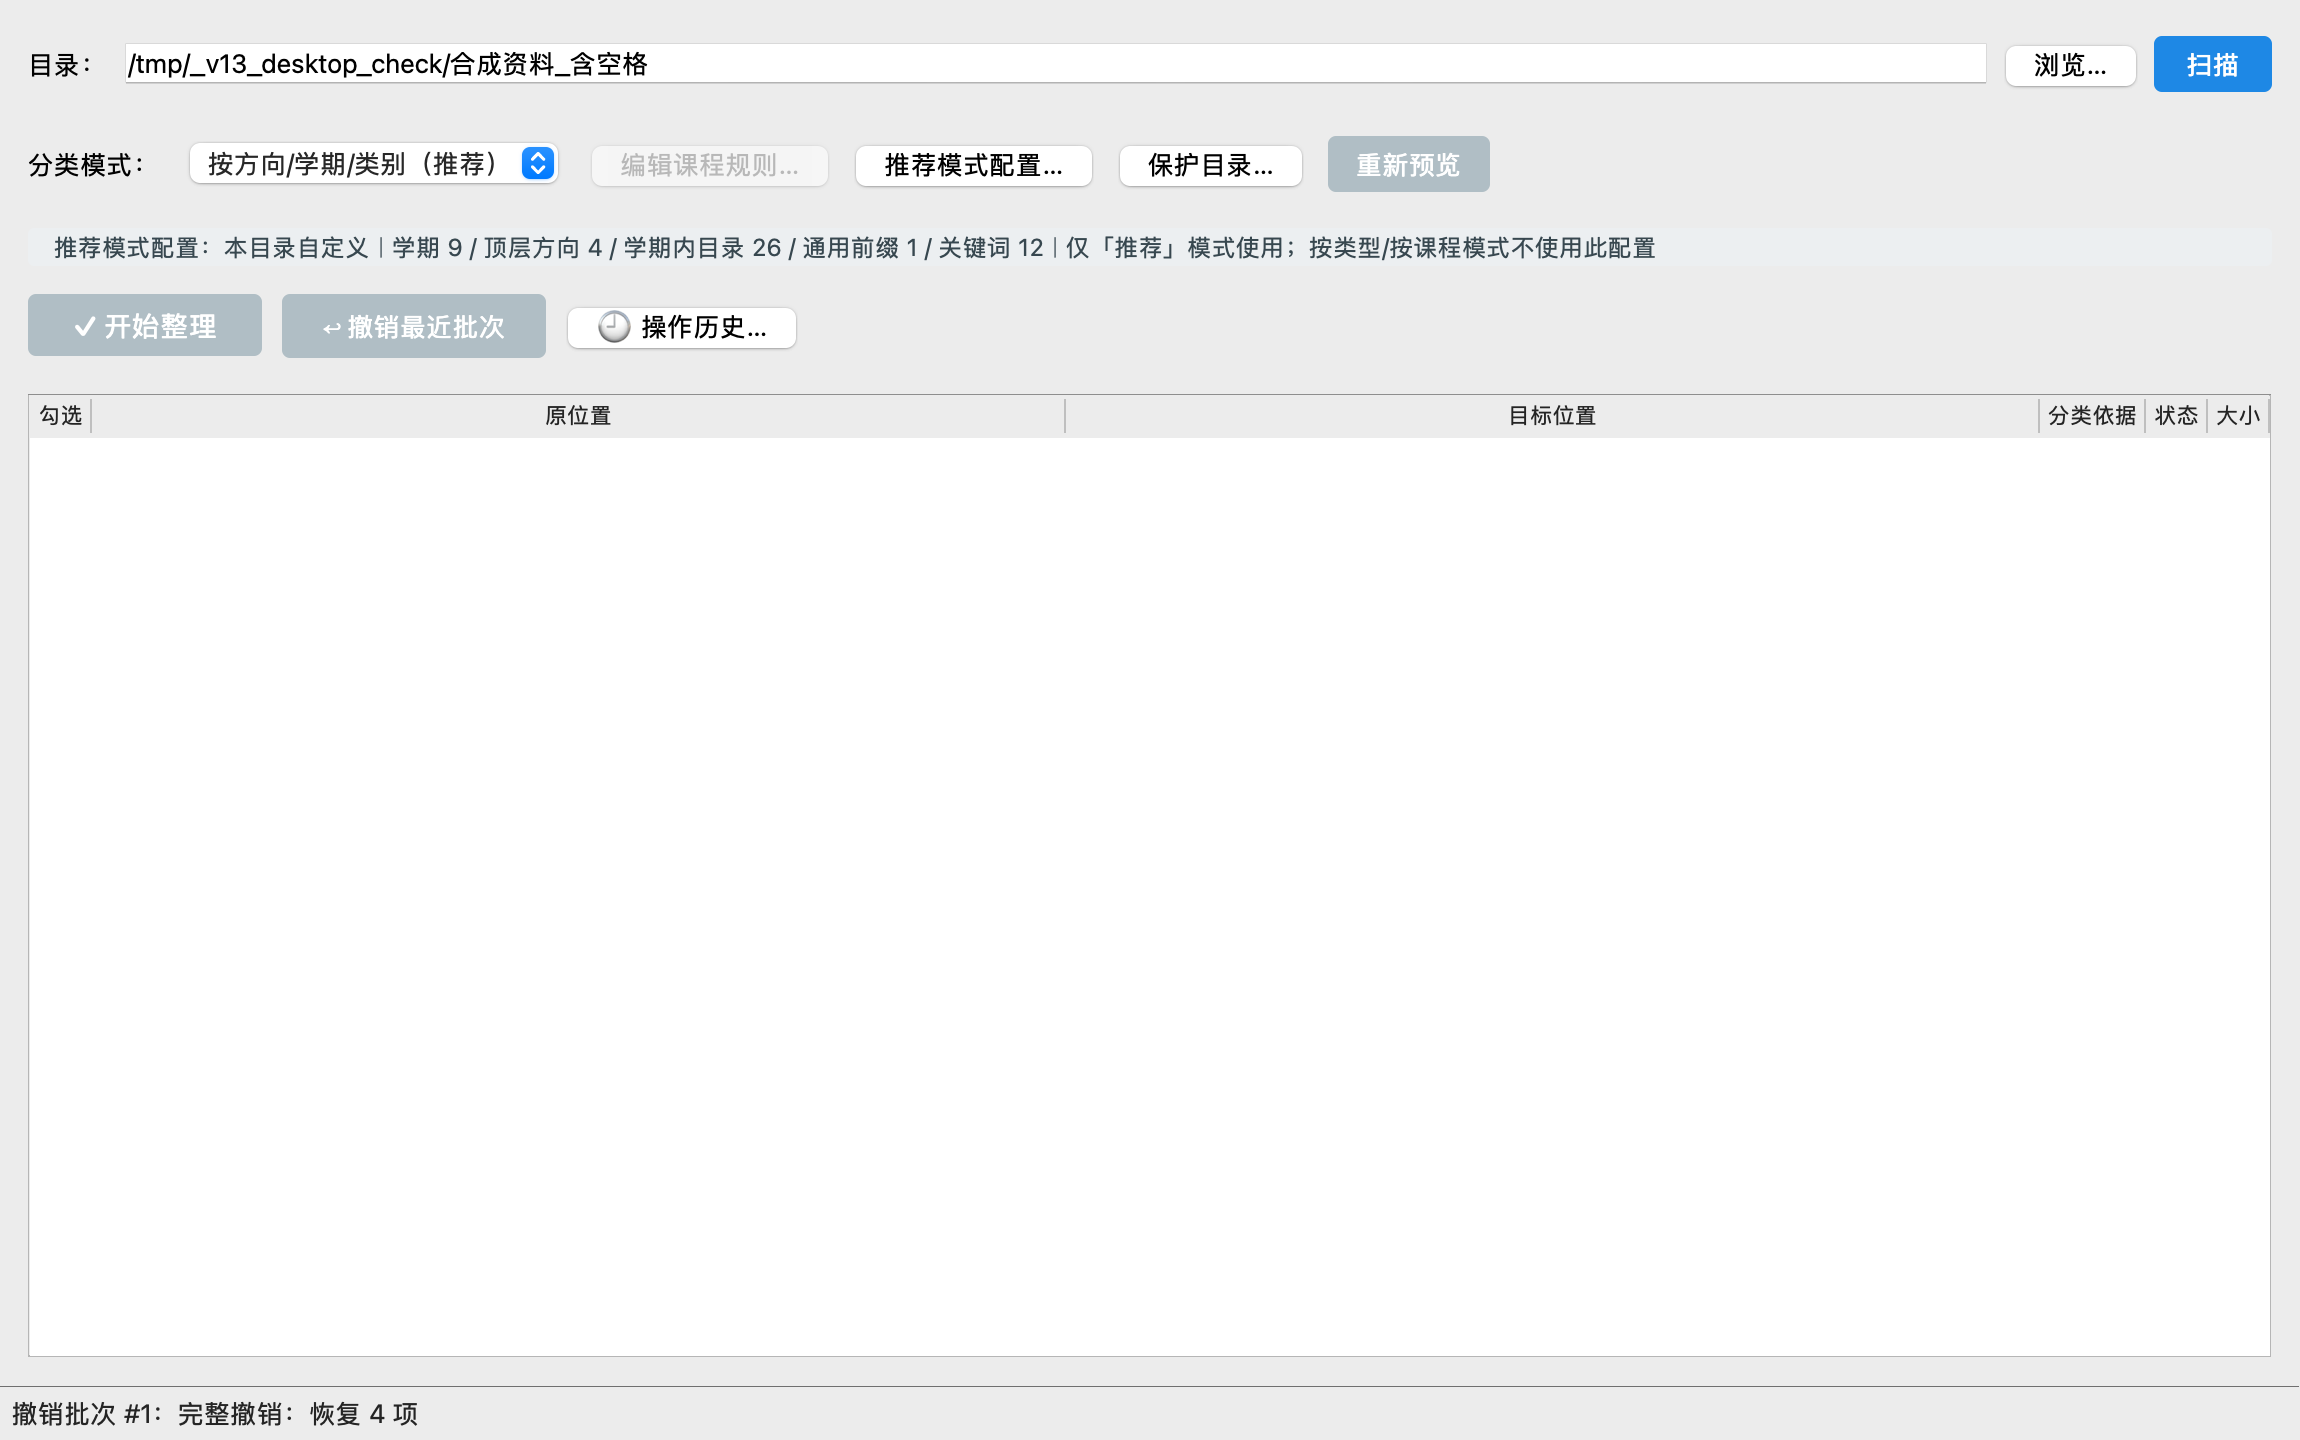 目录： /tmp/_v13_desktop_check/合成资料_含空格 浏览... 扫描
分类模式： 按方向/学期/类别（推荐） 编辑课程规则... 推荐模式配置... 保护目录... 重新预览
推荐模式配置：本目录自定义 | 学期 9 / 顶层方向 4 / 学期内目录 26 / 通用前缀 1 / 关键词 12 | 仅「推荐」模式使用；按类型/按课程模式不使用此配置
✓ 开始整理 ↩ 撤销最近批次 🕘 操作历史...
勾选 原位置 目标位置 分类依据 状态 大小
撤销批次 #1：完整撤销：恢复 4 项